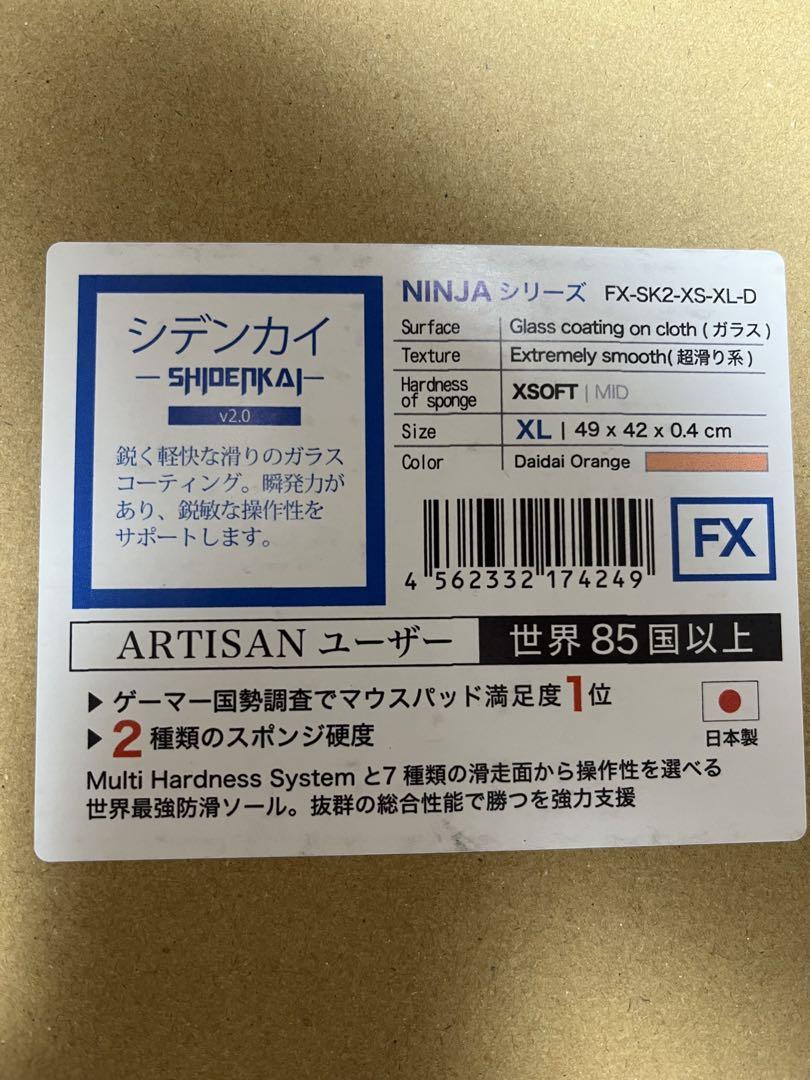 シデンカイ
SHIDENKAI
v2.0
鋭く軽快な滑りのガラス
コーティング。瞬発力が
あり、鋭敏な操作性を
サポートします。
NINJA シリーズ FX-SK2-XS-XL-D
Surface Glass coating on cloth (ガラス)
Texture Extremely smooth(超滑り系)
Hardness of sponge XSOFT | MID
Size XL | 49 x 42 x 0.4 cm
Color Daidai Orange
4 562332 174249
FX
ARTISAN ユーザー 世界 85 国以上
▶ ゲーマー国勢調査でマウスパッド満足度1位
▶ 2 種類のスポンジ硬度
日本製
Multi Hardness System と7 種類の滑走面から操作性を選べる
世界最強防滑ソール。抜群の総合性能で勝つを強力支援